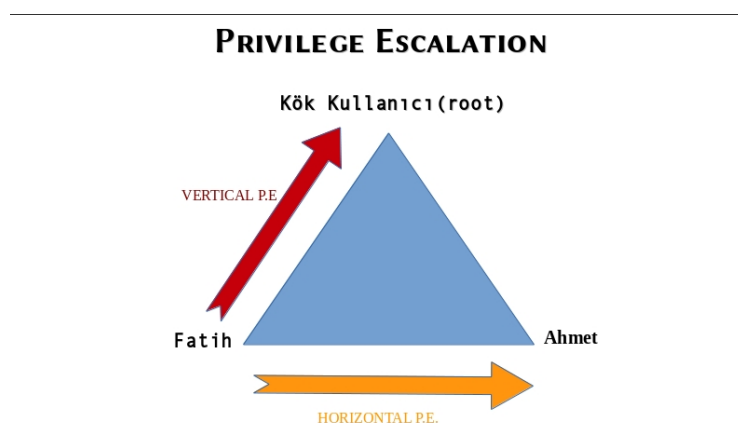 PRIVILEGE ESCALATION
Kök Kullanıcı(root)
VERTICAL P.E
Fatih
Ahmet
HORIZONTAL P.E.